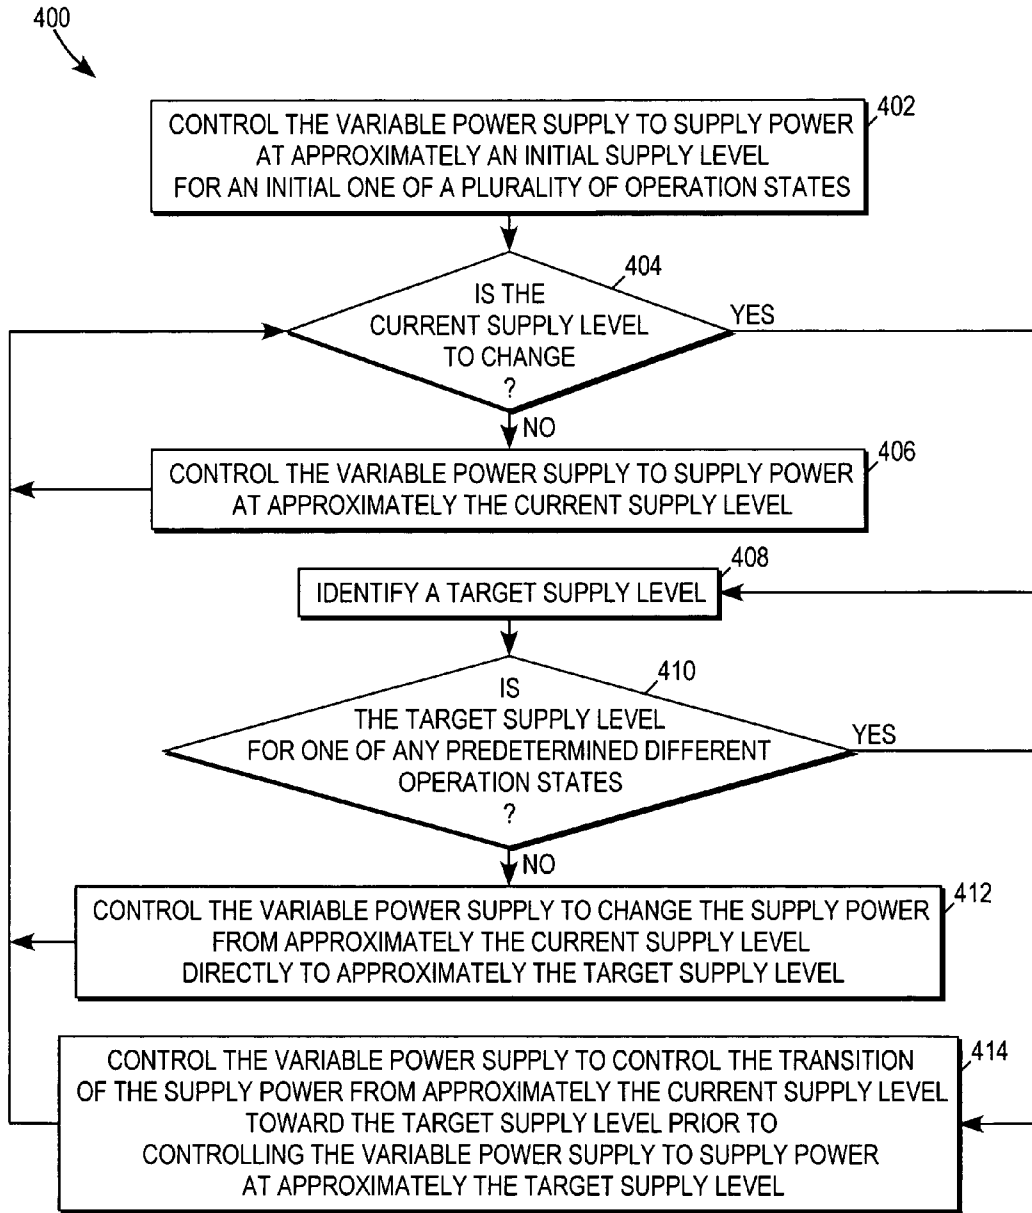 400
402
CONTROL THE VARIABLE POWER SUPPLY TO SUPPLY POWER
AT APPROXIMATELY AN INITIAL SUPPLY LEVEL
FOR AN INITIAL ONE OF A PLURALITY OF OPERATION STATES
404
IS THE
CURRENT SUPPLY LEVEL
TO CHANGE
?
YES
NO
406
CONTROL THE VARIABLE POWER SUPPLY TO SUPPLY POWER
AT APPROXIMATELY THE CURRENT SUPPLY LEVEL
408
IDENTIFY A TARGET SUPPLY LEVEL
410
IS
THE TARGET SUPPLY LEVEL
FOR ONE OF ANY PREDETERMINED DIFFERENT
OPERATION STATES
?
YES
NO
412
CONTROL THE VARIABLE POWER SUPPLY TO CHANGE THE SUPPLY POWER
FROM APPROXIMATELY THE CURRENT SUPPLY LEVEL
DIRECTLY TO APPROXIMATELY THE TARGET SUPPLY LEVEL
414
CONTROL THE VARIABLE POWER SUPPLY TO CONTROL THE TRANSITION
OF THE SUPPLY POWER FROM APPROXIMATELY THE CURRENT SUPPLY LEVEL
TOWARD THE TARGET SUPPLY LEVEL PRIOR TO
CONTROLLING THE VARIABLE POWER SUPPLY TO SUPPLY POWER
AT APPROXIMATELY THE TARGET SUPPLY LEVEL